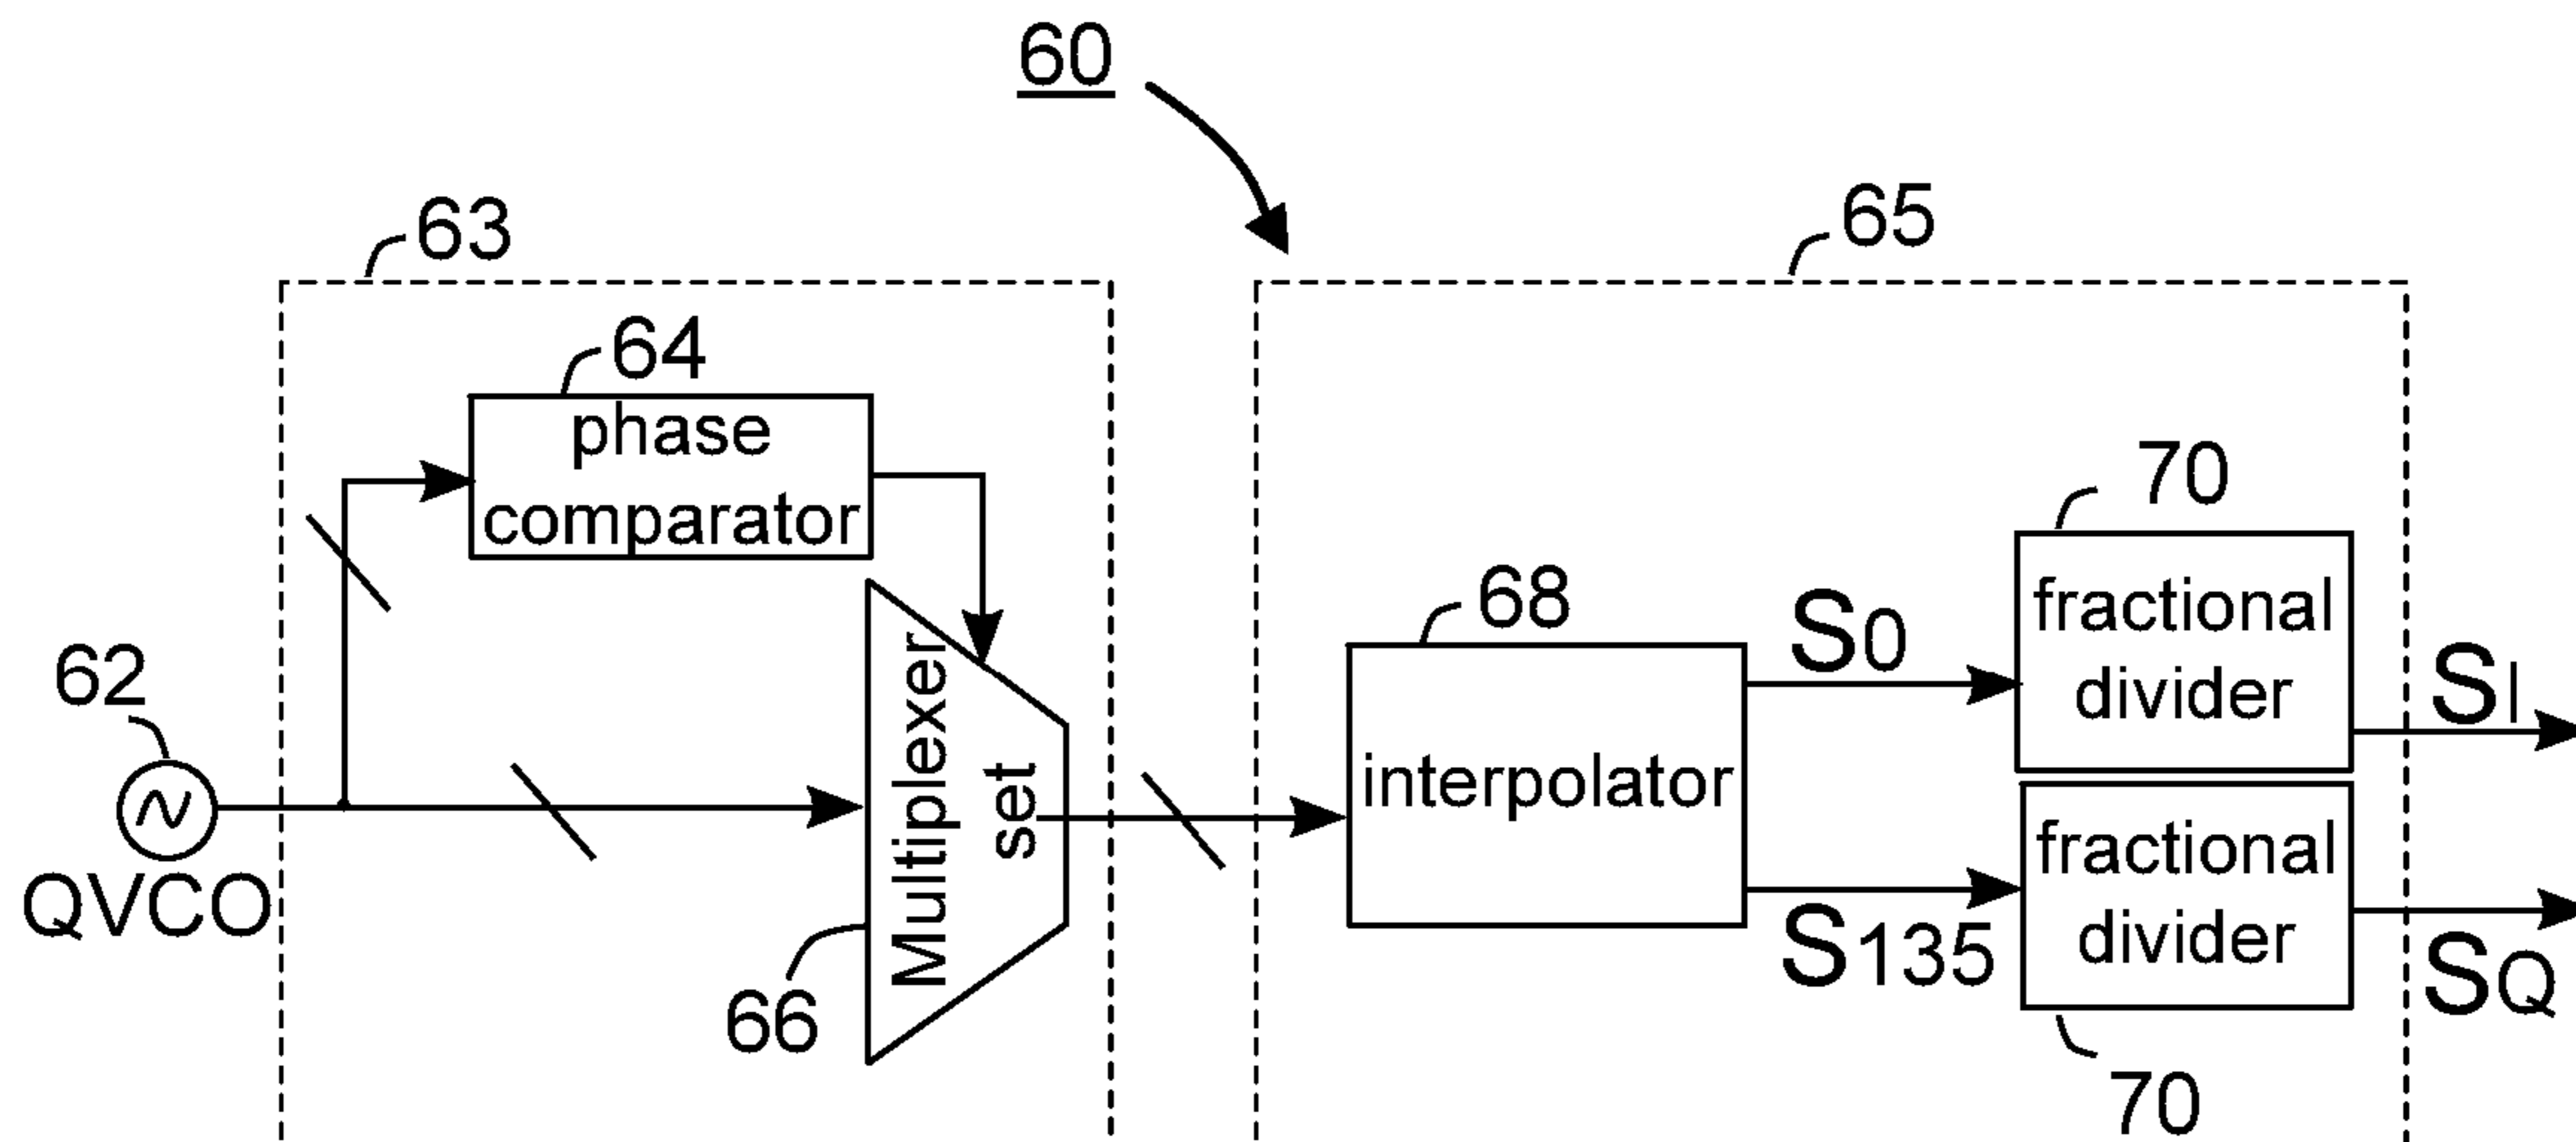 60
63
65
64
phase
comparator
70
fractional
divider
68
S0
SI
62
Multiplexer
set
interpolator
fractional
divider
QVCO
S135
SQ
66
70